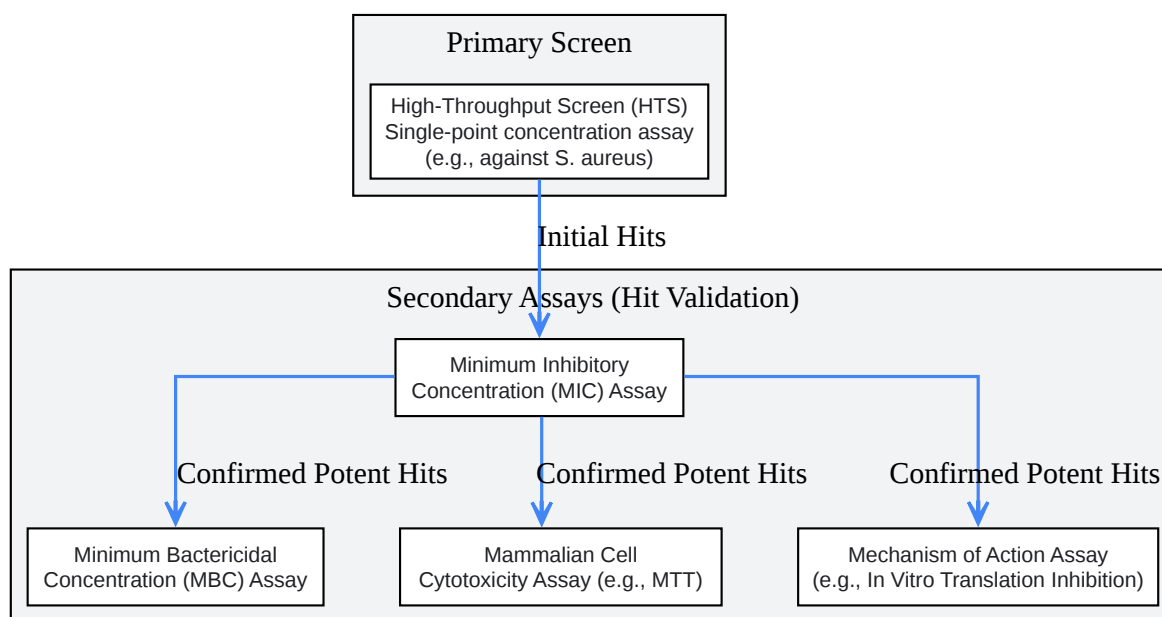 Primary Screen
High-Throughput Screen (HTS)
Single-point concentration assay
(e.g., against S. aureus)
Initial Hits
Secondary Assays (Hit Validation)
Minimum Inhibitory
Concentration (MIC) Assay
Confirmed Potent Hits
Confirmed Potent Hits
Confirmed Potent Hits
Minimum Bactericidal
Concentration (MBC) Assay
Mammalian Cell
Cytotoxicity Assay (e.g., MTT)
Mechanism of Action Assay
(e.g., In Vitro Translation Inhibition)